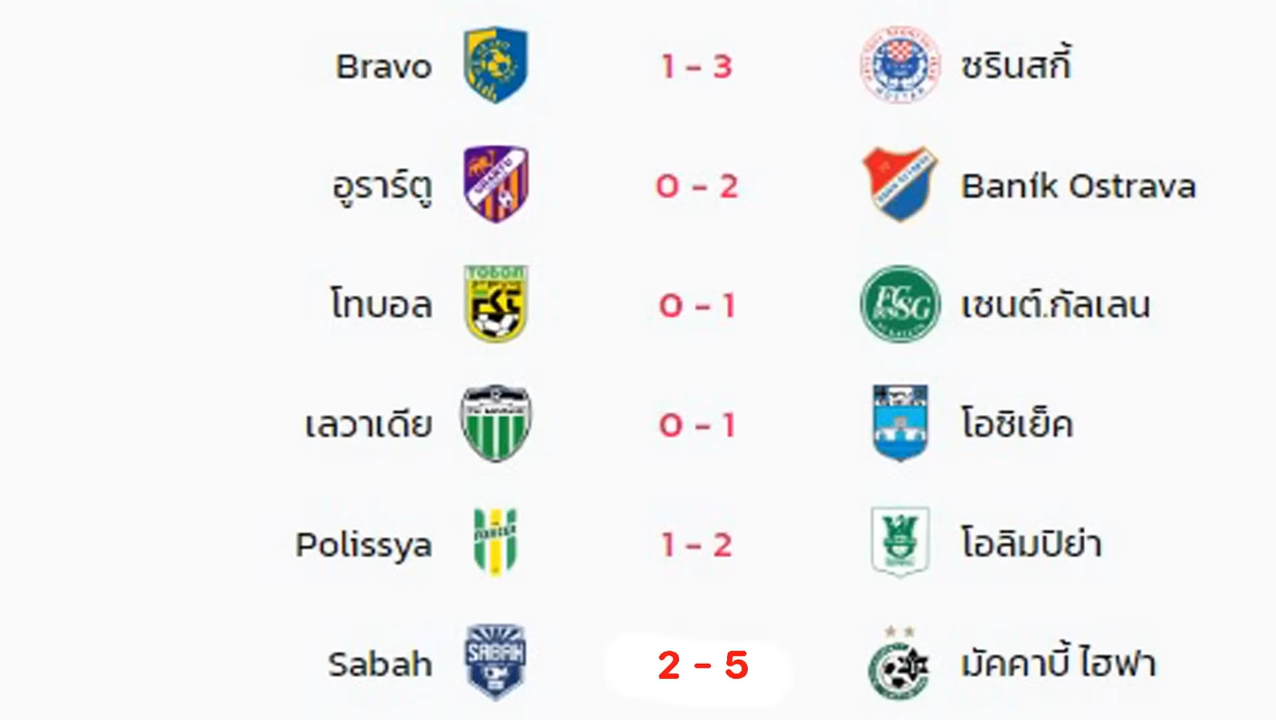 Bravo 1 - 3 ซรินสกี้
อูราร์ตู 0 - 2 Baník Ostrava
โทบอล 0 - 1 เซนต์.กัลเลน
เลวาเดีย 0 - 1 โอซิเย็ค
Polissya 1 - 2 โอลิมปิย่า
Sabah SABAH 2 - 5 มัคคาบี้ ไฮฟา